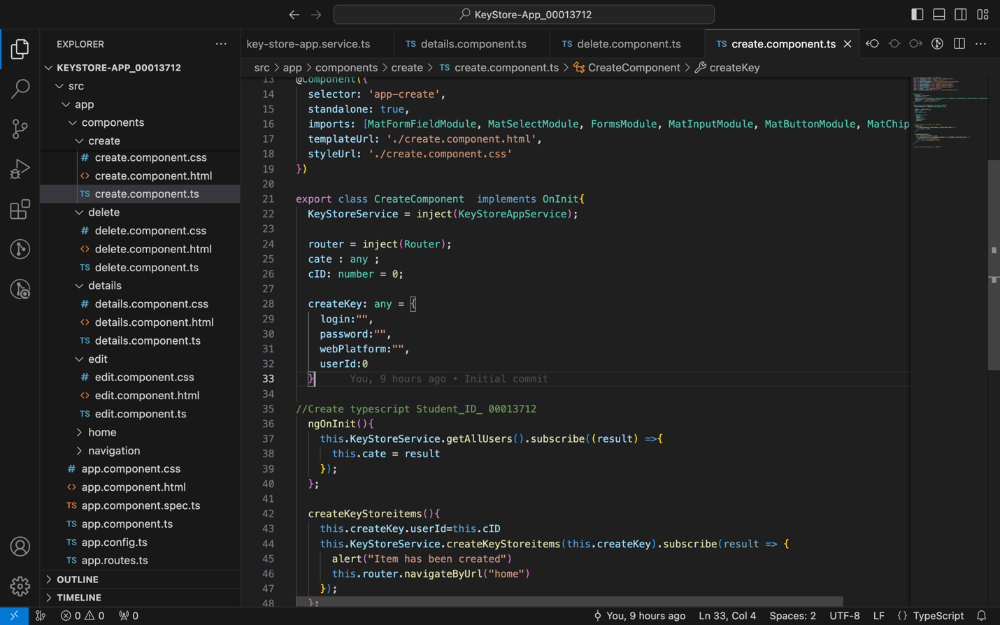 KeyStore-App_00013712
EXPLORER
KEYSTORE-APP_00013712
src
app
components
create
create.component.css
create.component.html
TS create.component.ts
delete
delete.component.css
delete.component.html
TS delete.component.ts
details
details.component.css
details.component.html
TS details.component.ts
edit
edit.component.css
edit.component.html
TS edit.component.ts
home
navigation
app.component.css
app.component.html
TS app.component.spec.ts
TS app.component.ts
TS app.config.ts
TS app.routes.ts
OUTLINE
TIMELINE
key-store-app.service.ts
TS details.component.ts
TS delete.component.ts
TS create.component.ts
src > app > components > create > TS create.component.ts > CreateComponent > createKey
13 @Component({
14 selector: 'app-create',
15 standalone: true,
16 imports: [MatFormFieldModule, MatSelectModule, FormsModule, MatInputModule, MatButtonModule, MatChip
17 templateUrl: './create.component.html',
18 styleUrl: './create.component.css'
19 })
20
21 export class CreateComponent  implements OnInit{
22 KeyStoreService = inject(KeyStoreAppService);
23
24 router = inject(Router);
25 cate : any ;
26 cID: number = 0;
27
28 createKey: any = {
29 login:"",
30 password:"",
31 webPlatform:"",
32 userId:0
33 } You, 9 hours ago • Initial commit
34
35 //Create typescript Student_ID_ 00013712
36 ngOnInit(){
37 this.KeyStoreService.getAllUsers().subscribe((result) =>{
38 this.cate = result
39 });
40 };
41
42 createKeyStoreitems(){
43 this.createKey.userId=this.cID
44 this.KeyStoreService.createKeyStoreitems(this.createKey).subscribe(result => {
45 alert("Item has been created")
46 this.router.navigateByUrl("home")
47 });
48 };
0 0 0 You, 9 hours ago Ln 33, Col 4 Spaces: 2 UTF-8 LF {} TypeScript